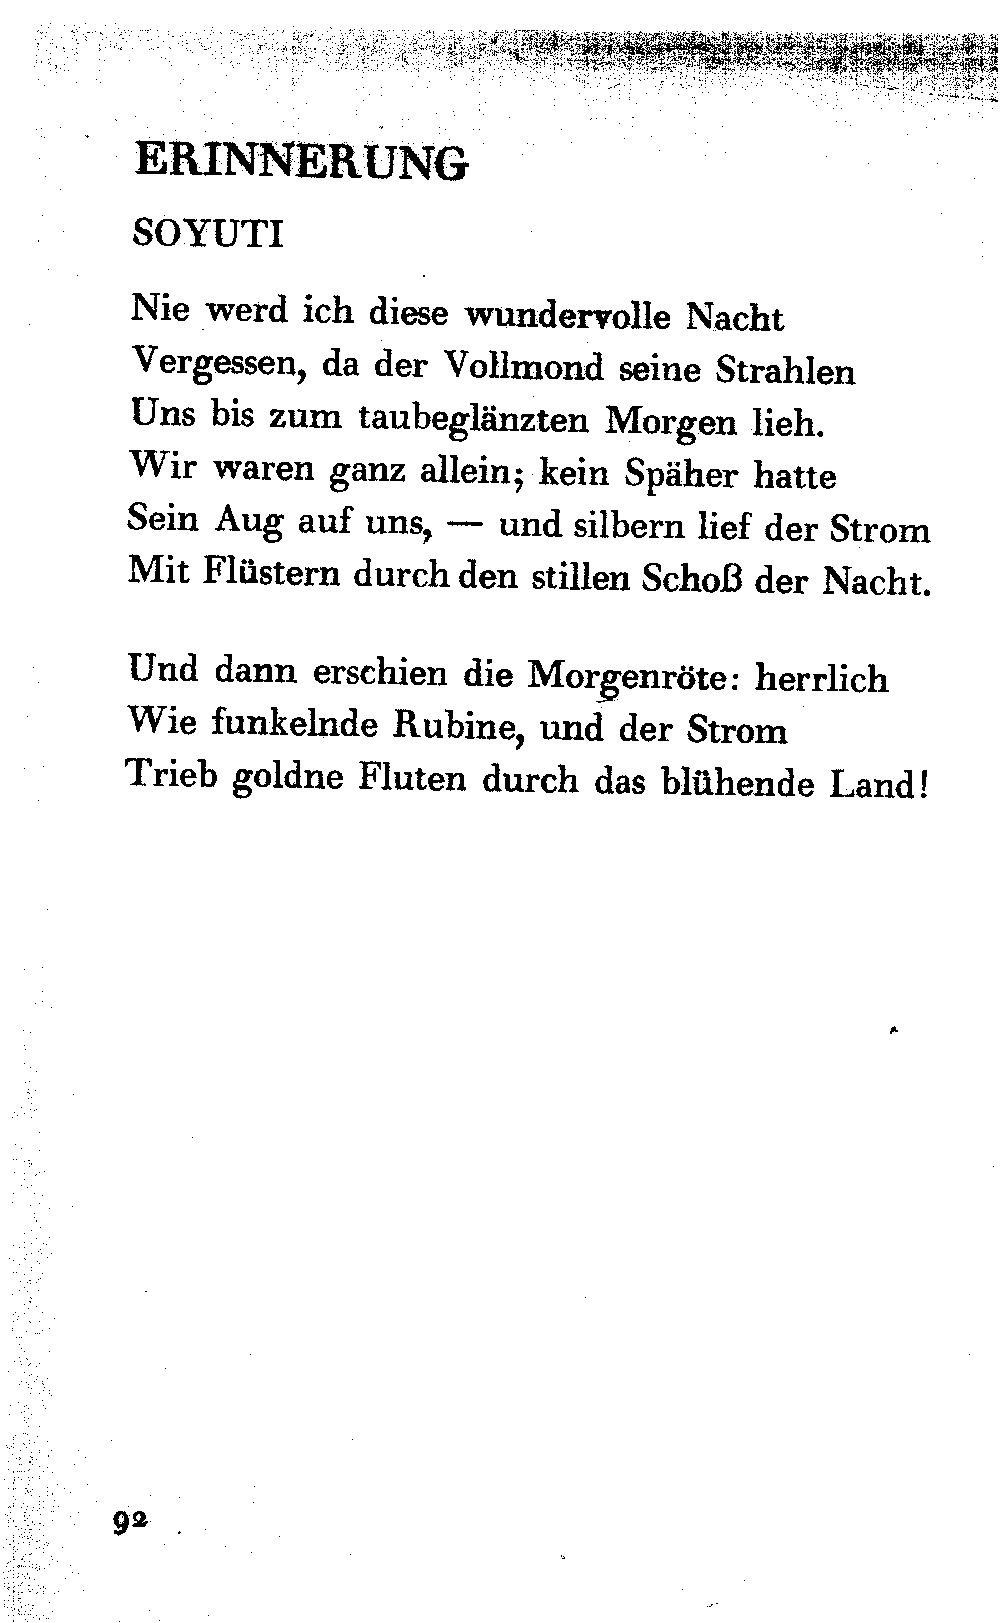 ERINNERUNG
SOYUTI
Nie werd ich diese wundervolle Nacht
Vergessen, da der Vollmond seine Strahlen
Uns bis zum taubeglänzten Morgen lieh.
Wir waren ganz allein; kein Späher hatte
Sein Aug auf uns, — und silbern lief der Strom
Mit Flüstern durch den stillen Schoß der Nacht.
Und dann erschien die Morgenröte: herrlich
Wie funkelnde Rubine, und der Strom
Trieb goldne Fluten durch das blühende Land!
92